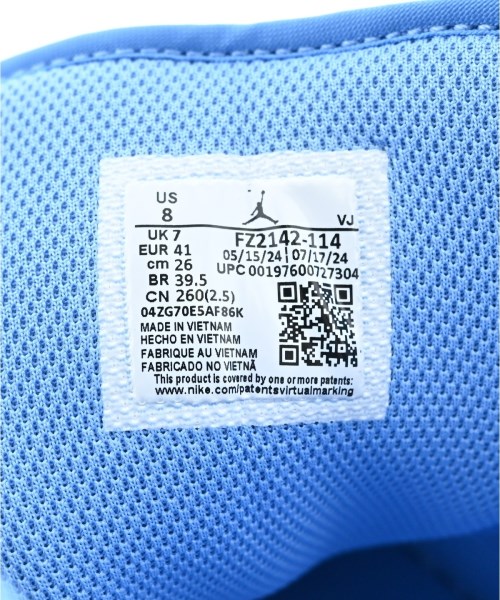 US
8
VJ
UK 7
EUR 41
cm 26
BR 39.5
CN 260(2.5)
FZ2142-114
05/15/24 07/17/24
UPC 00197600727304
04ZG70E5AF86K
MADE IN VIETNAM
HECHO EN VIETNAM
FABRIQUE AU VIETNAM
FABRICADO NO VIETNÃ
This product is covered by one or more patents:
www.nike.com/patentsvirtualmarking